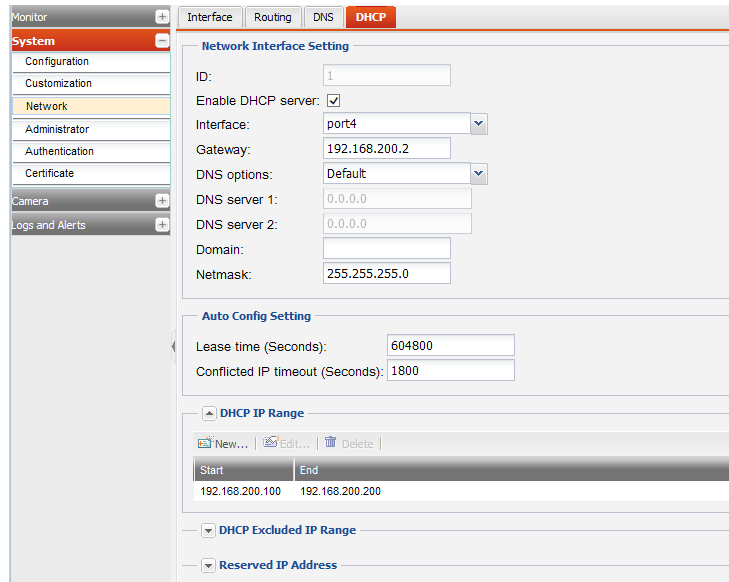 Monitor
System
Configuration
Customization
Network
Administrator
Authentication
Certificate
Camera
Logs and Alerts
Interface Routing DNS DHCP
Network Interface Setting
ID: 1
Enable DHCP server:
Interface: port4
Gateway: 192.168.200.2
DNS options: Default
DNS server 1: 0.0.0.0
DNS server 2: 0.0.0.0
Domain:
Netmask: 255.255.255.0
Auto Config Setting
Lease time (Seconds): 604800
Conflicted IP timeout (Seconds): 1800
DHCP IP Range
New... Edit... Delete
Start End
192.168.200.100 192.168.200.200
DHCP Excluded IP Range
Reserved IP Address